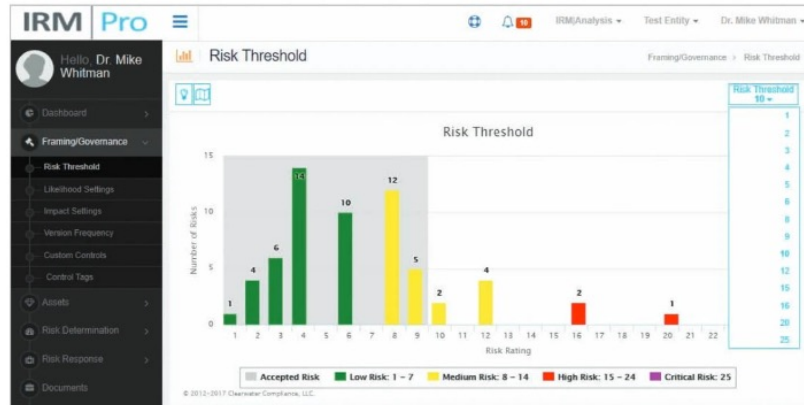 IRM|Pro
10
IRM|Analysis
Test Entity
Dr. Mike Whitman
Hello, Dr. Mike
Whitman
Risk Threshold
Framing/Governance > Risk Threshold
Dashboard
Framing/Governance
Risk Threshold
Likelihood Settings
Impact Settings
Version Frequency
Custom Controls
Control Tags
Assets
Risk Determination
Risk Response
Documents
Risk Threshold
10
1
2
3
4
5
6
8
9
10
12
15
16
20
25
Risk Threshold
Number of Risks
15
10
5
0
1 4 6 14 10 12 5 2 4 2 1
1 2 3 4 5 6 7 8 9 10 11 12 13 14 15 16 17 18 19 20 21 22
Risk Rating
Accepted Risk Low Risk: 1 – 7 Medium Risk: 8 – 14 High Risk: 15 – 24 Critical Risk: 25
© 2012-2017 Clearwater Compliance, LLC.